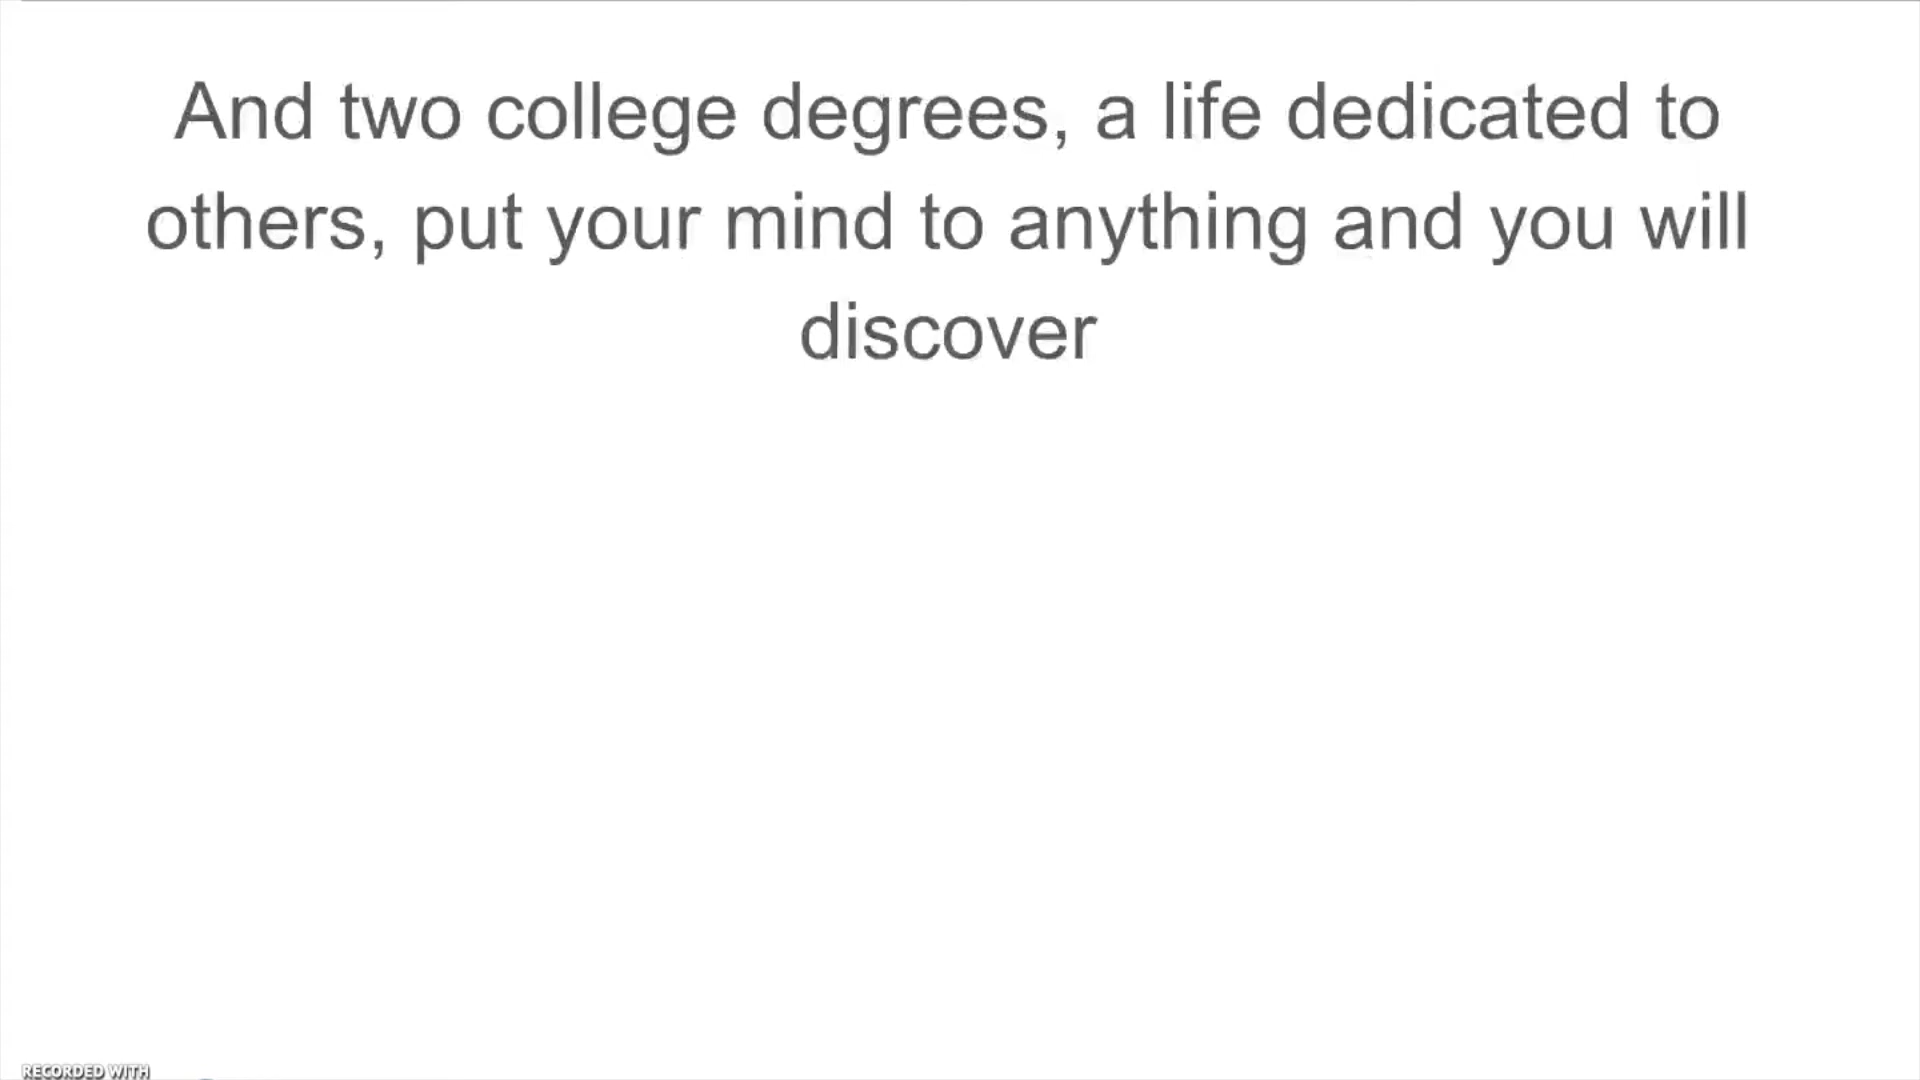 And two college degrees, a life dedicated to
others, put your mind to anything and you will
discover
RECORDED WITH